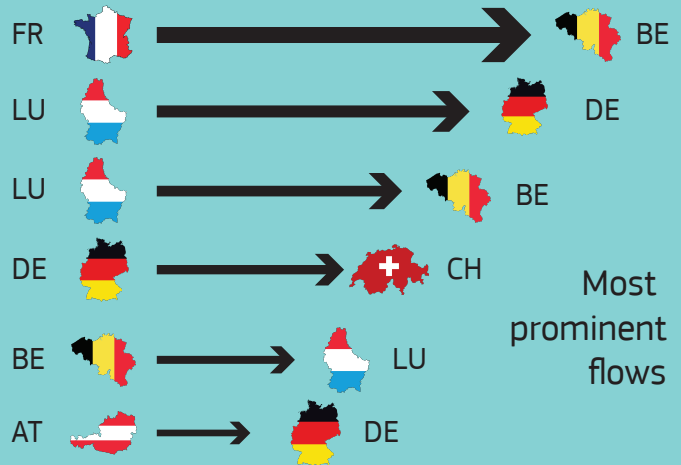 FR BE
LU DE
LU BE
DE CH
BE LU
AT DE
Most
prominent
flows